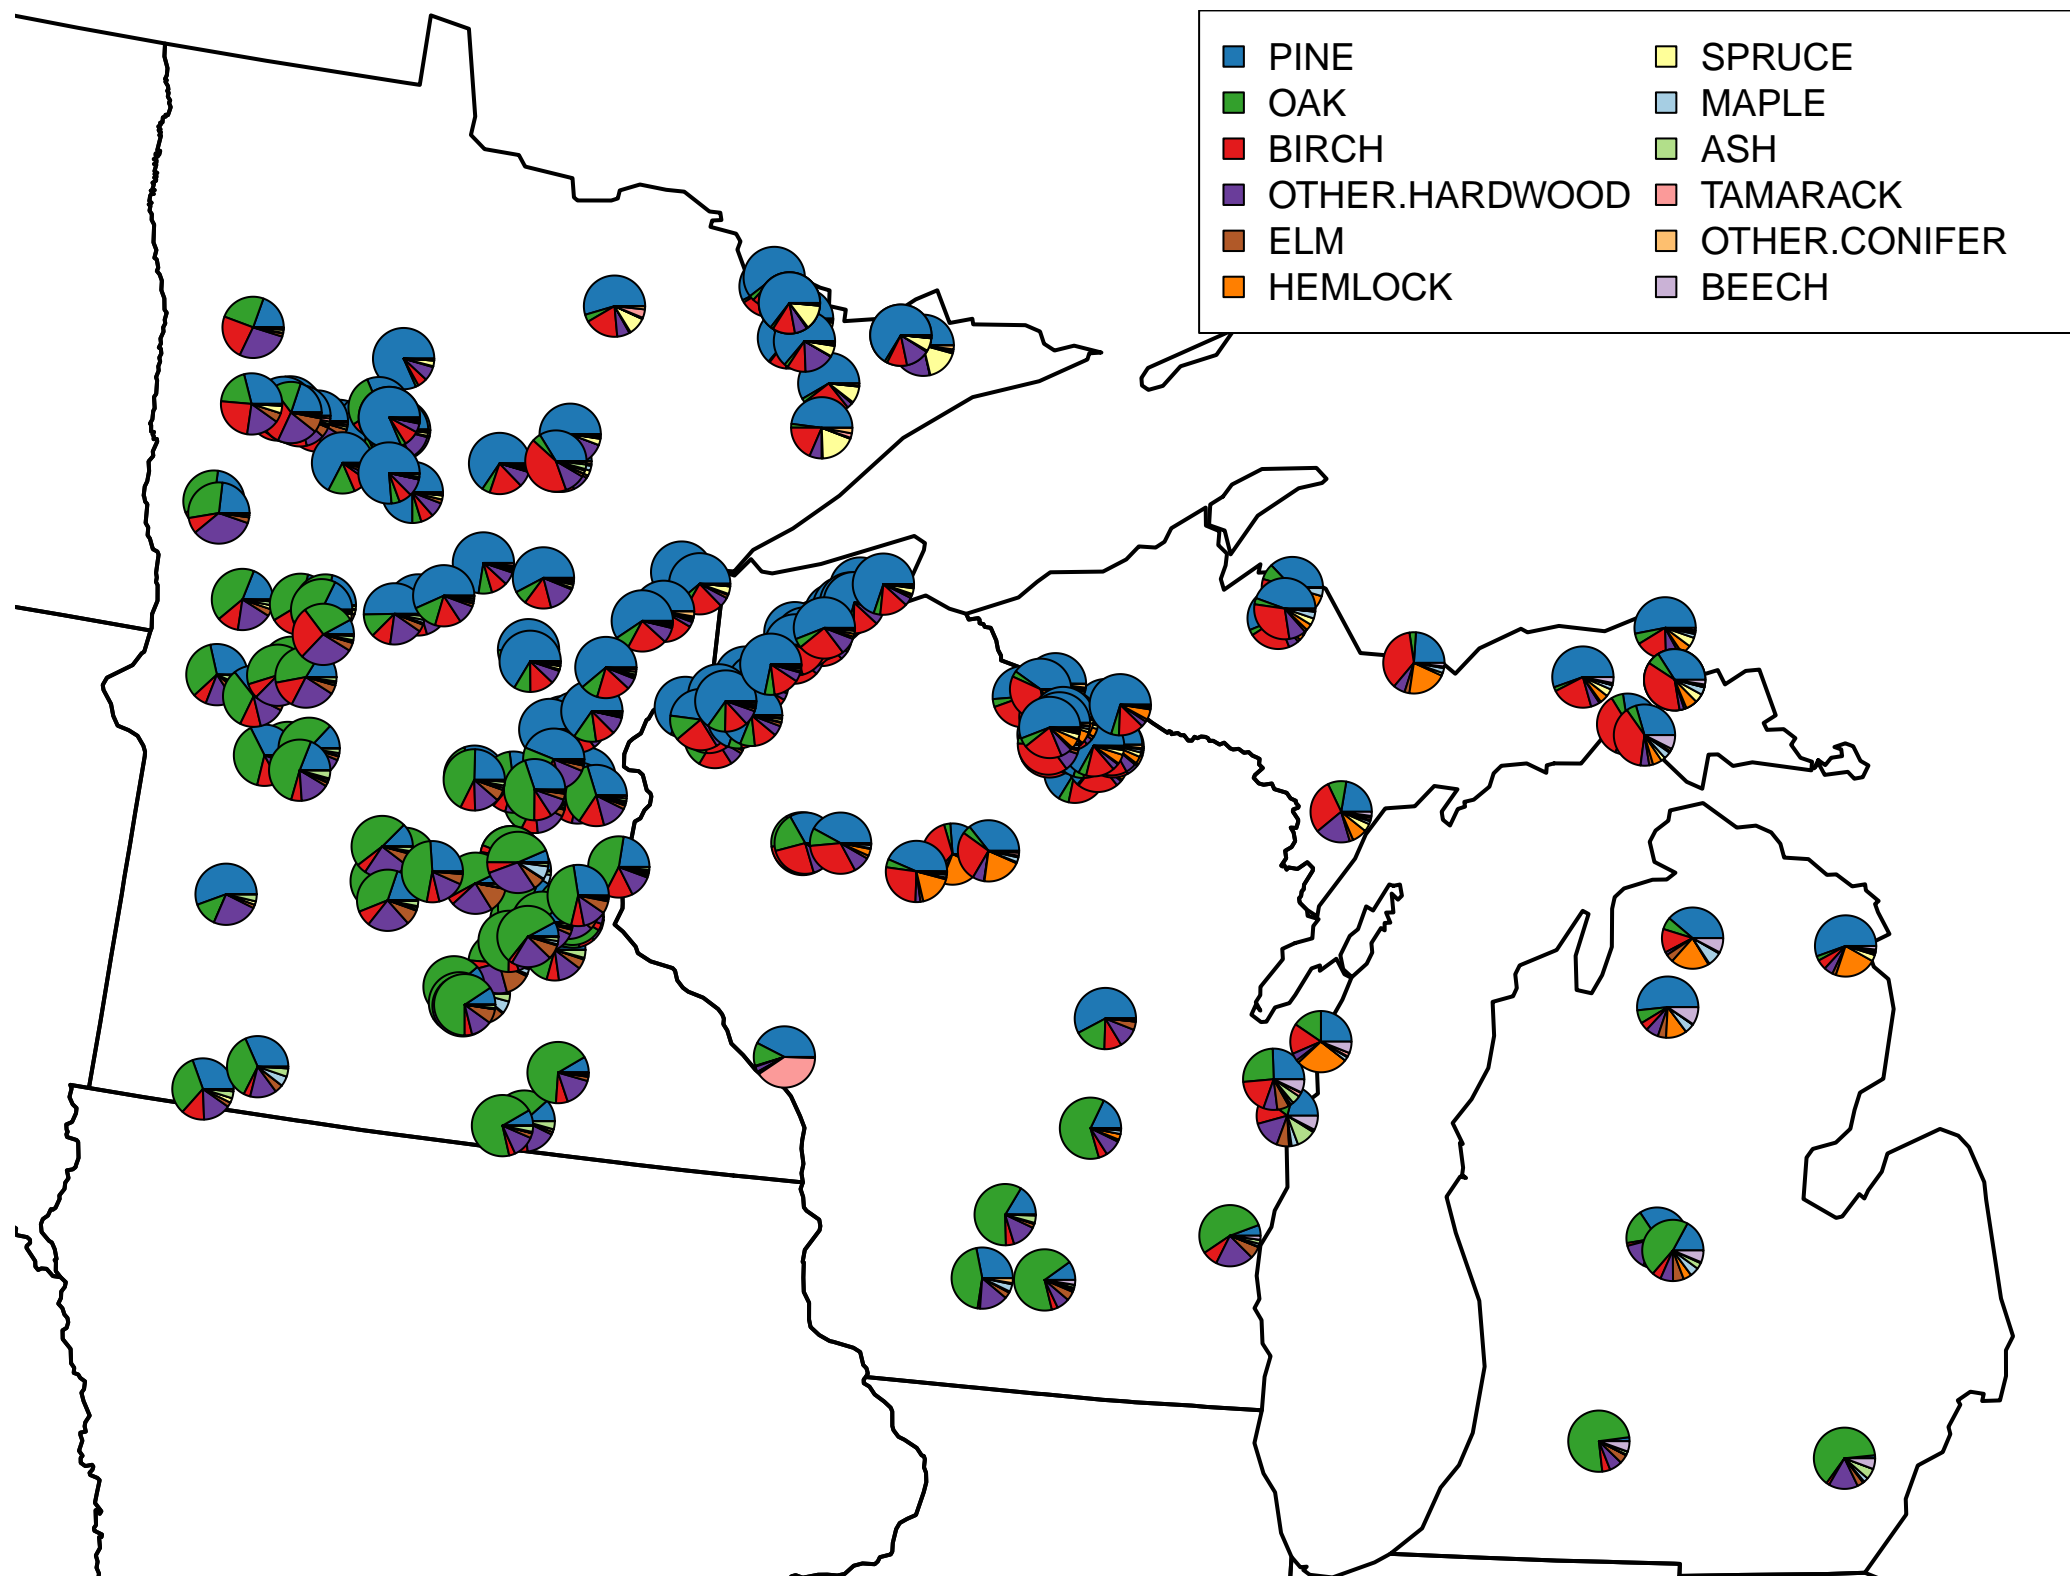 PINE
OAK
BIRCH
OTHER.HARDWOOD
ELM
HEMLOCK
SPRUCE
MAPLE
ASH
TAMARACK
OTHER.CONIFER
BEECH